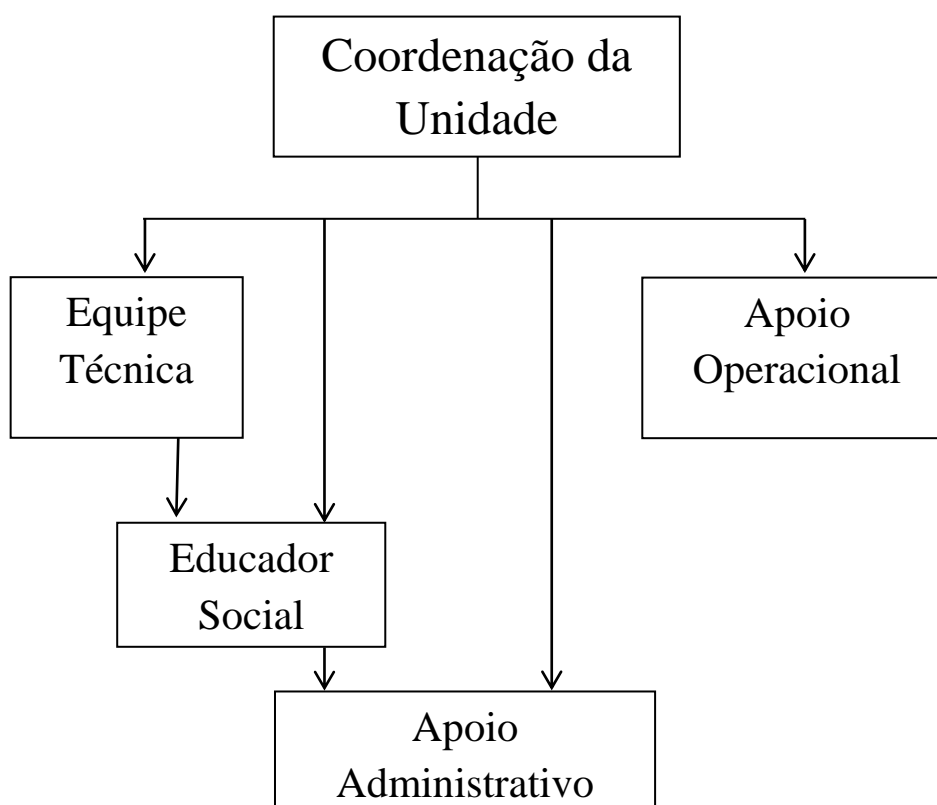 Coordenação da
Unidade
Equipe
Técnica
Apoio
Operacional
Educador
Social
Apoio
Administrativo